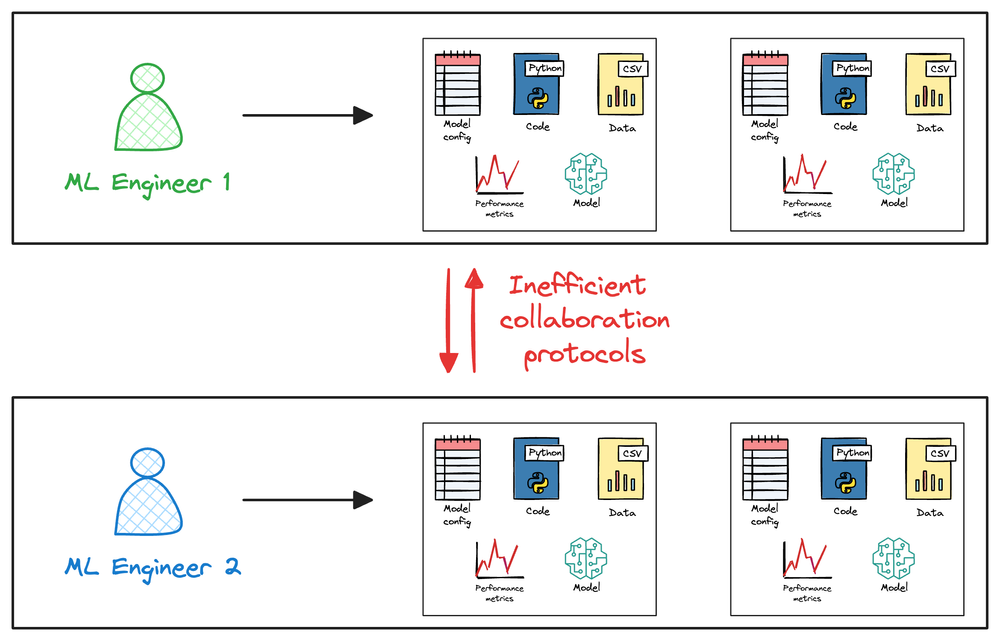 Python
CSV
Python
CSV
Model
config
Code
Data
Model
config
Code
Data
ML Engineer 1
Performance
metrics
Model
Performance
metrics
Model
Inefficient
collaboration
protocols
Python
CSV
Python
CSV
Model
config
Code
Data
Model
config
Code
Data
ML Engineer 2
Performance
metrics
Model
Performance
metrics
Model